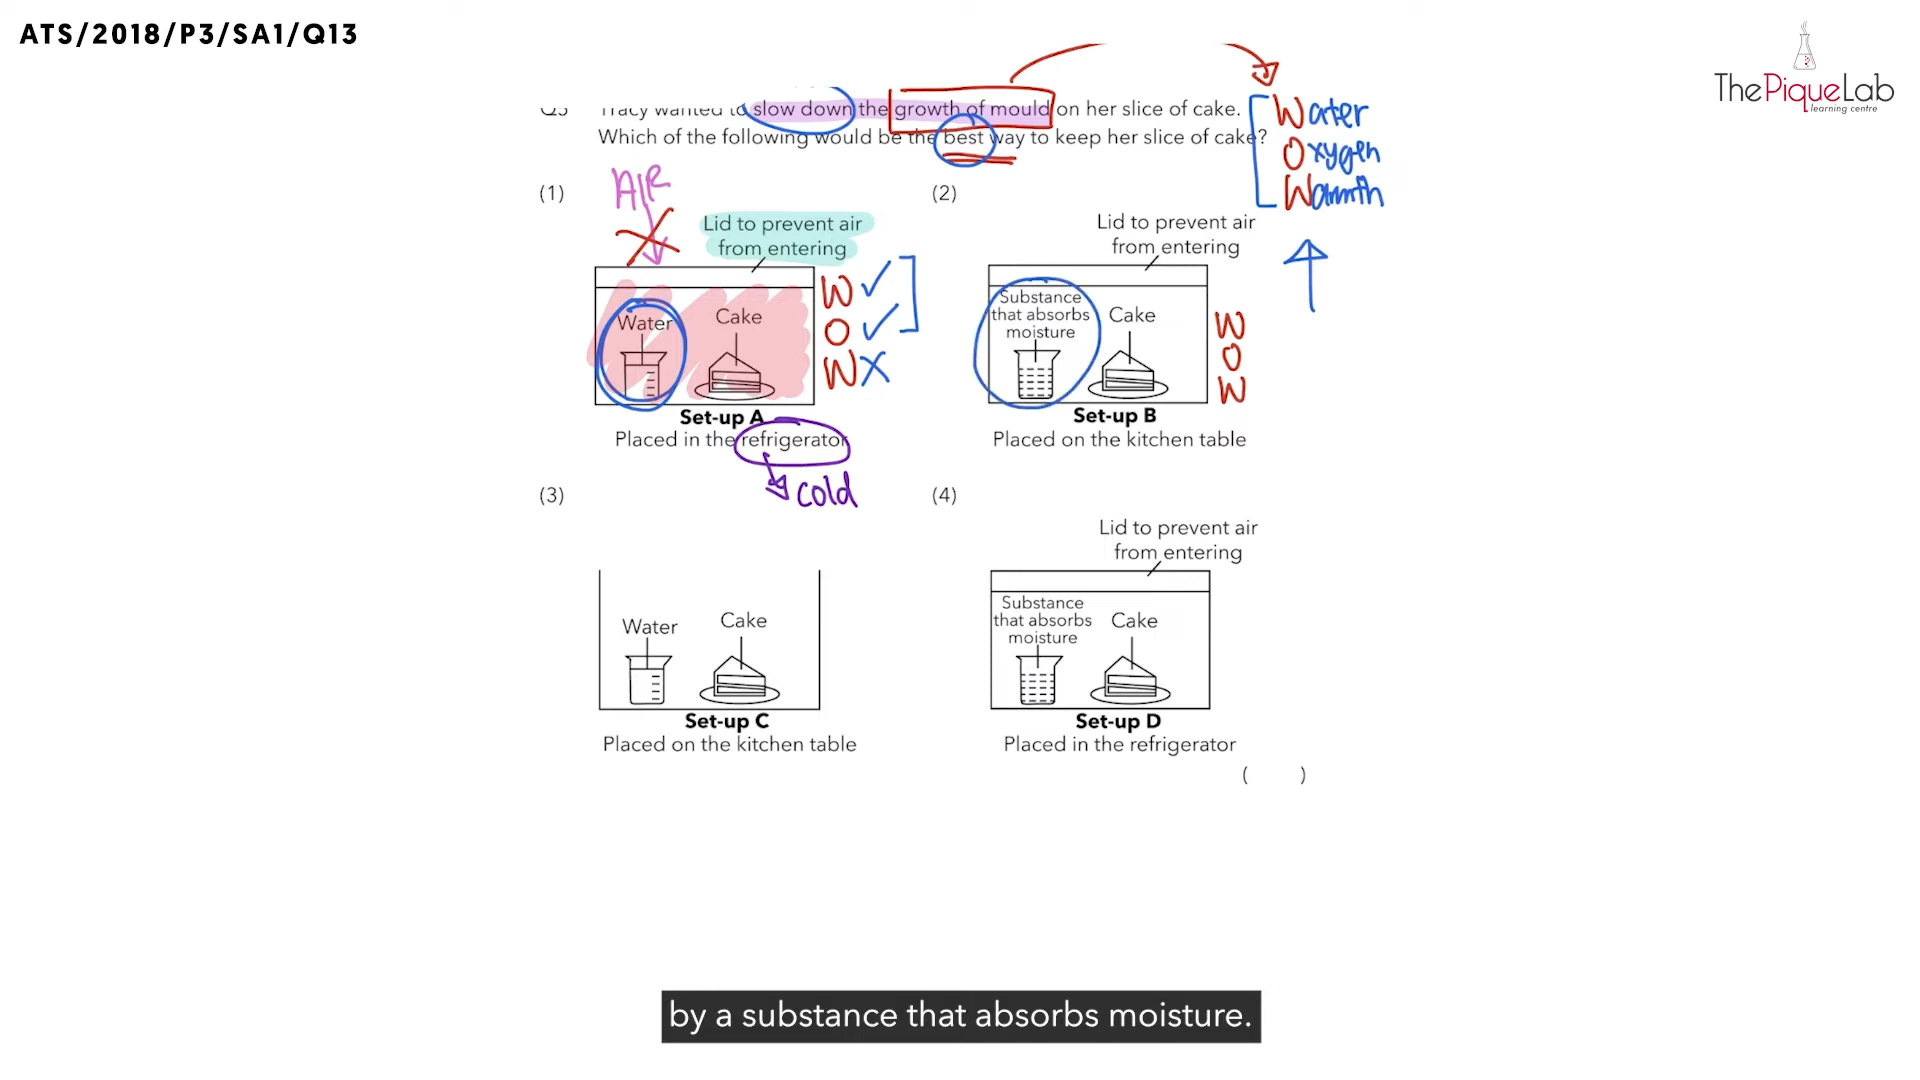 ATS/2018/P3/SA1/Q13
ThePiqueLab
learning centre
Tracy wanted to slow down the growth of mould on her slice of cake.
Which of the following would be the best way to keep her slice of cake?
Water
Oxygen
Warmth
(1)
AIR
Lid to prevent air
from entering
Water
Cake
W ✓
O ✓
W X
Set-up A
Placed in the refrigerator
cold
(2)
Lid to prevent air
from entering
Substance
that absorbs
moisture
Cake
W
O
W
Set-up B
Placed on the kitchen table
(3)
Water
Cake
Set-up C
Placed on the kitchen table
(4)
Lid to prevent air
from entering
Substance
that absorbs
moisture
Cake
Set-up D
Placed in the refrigerator
( )
by a substance that absorbs moisture.